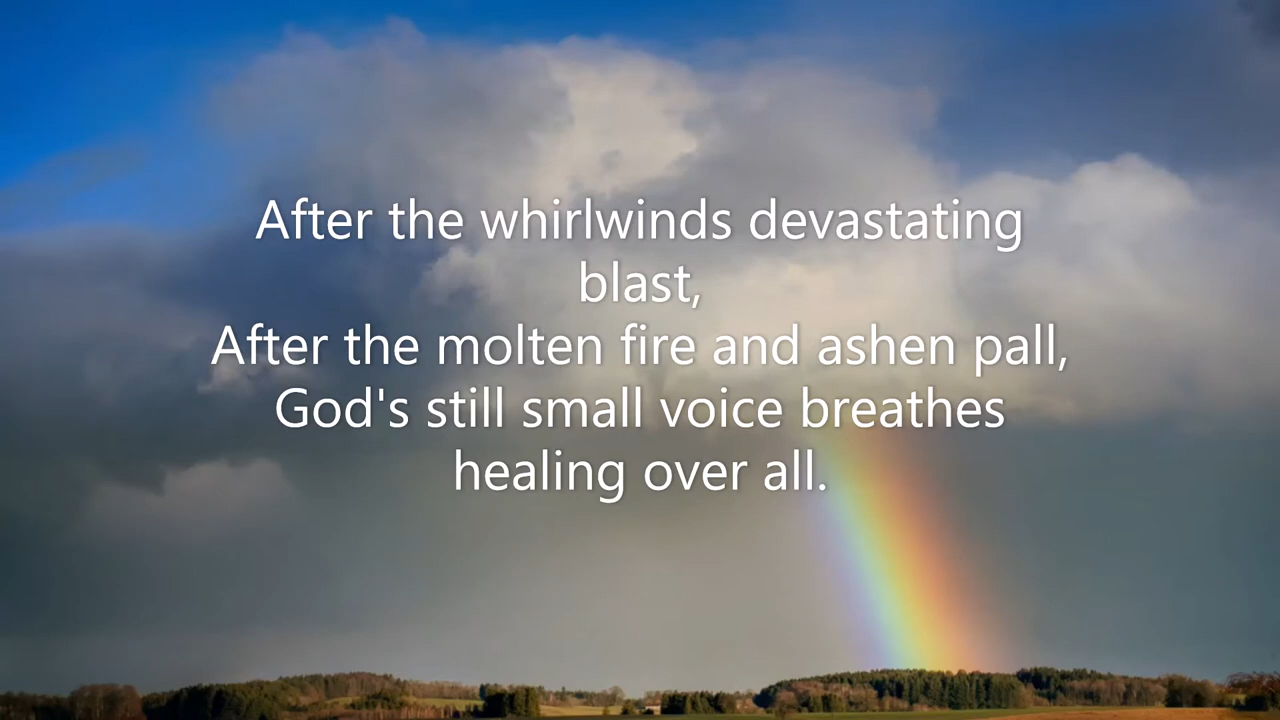 After the whirlwinds devastating
blast,
After the molten fire and ashen pall,
God's still small voice breathes
healing over all.